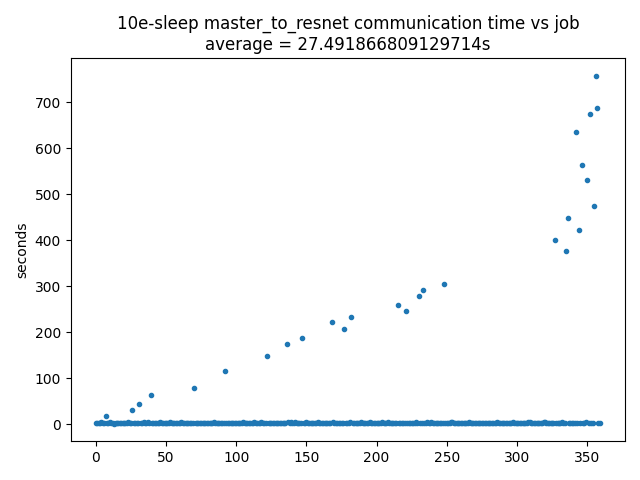 10e-sleep master_to_resnet communication time vs job
average = 27.491866809129714s
seconds
700
600
500
400
300
200
100
0
0 50 100 150 200 250 300 350